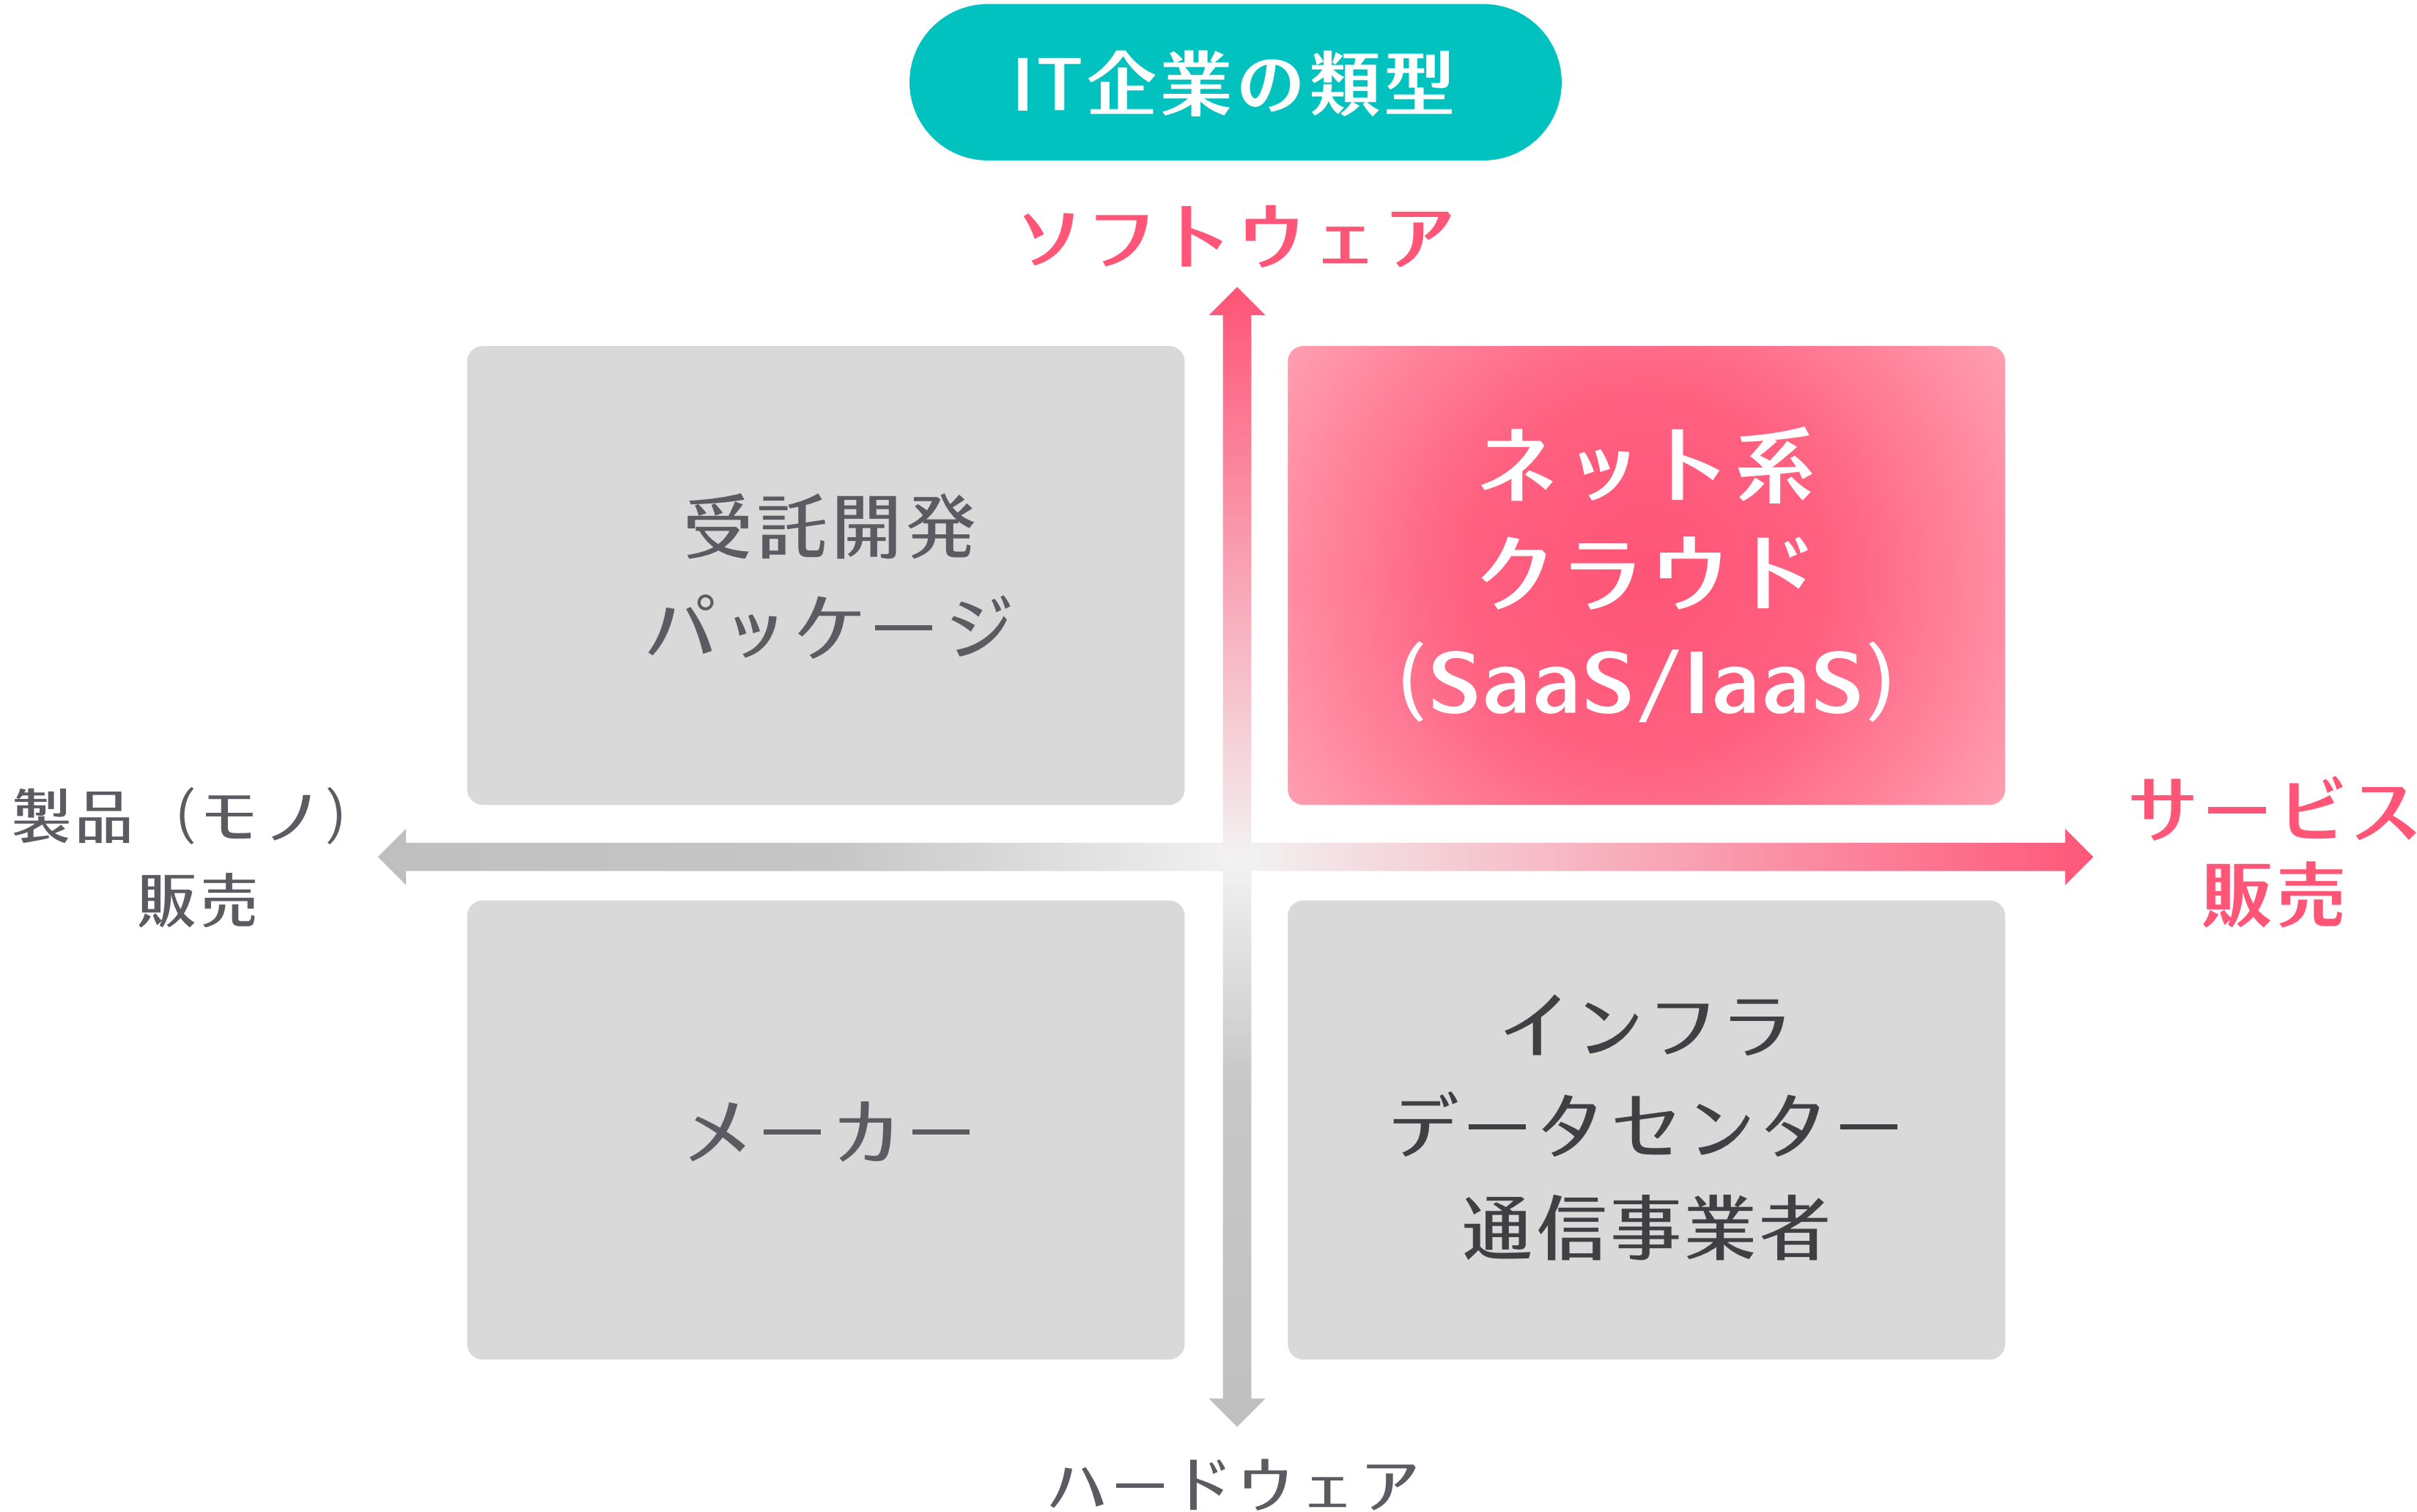 IT企業の類型
ソフトウェア
受託開発
パッケージ
ネット系
クラウド
(SaaS/IaaS)
製品（モノ）
販売
サービス
販売
メーカー
インフラ
データセンター
通信事業者
ハードウェア